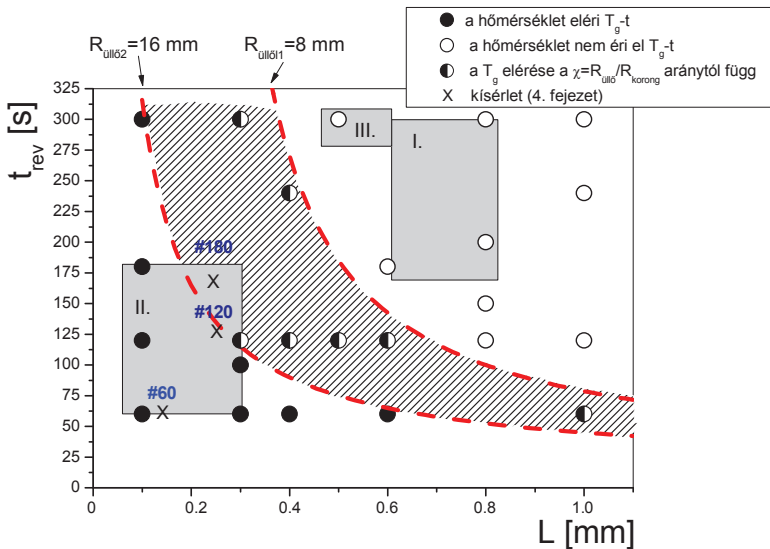 R_üllő2=16 mm
R_üllől1=8 mm
a hőmérséklet eléri T_g-t
a hőmérséklet nem éri el T_g-t
a T_g elérése a χ=R_üllő/R_korong aránytól függ
X kísérlet (4. fejezet)
t_rev [s]
325
300
275
250
225
200
175
150
125
100
75
50
25
0
III.
I.
#180
X
II.
#120
X
#60
X
0
0.2
0.4
0.6
0.8
1.0
L [mm]